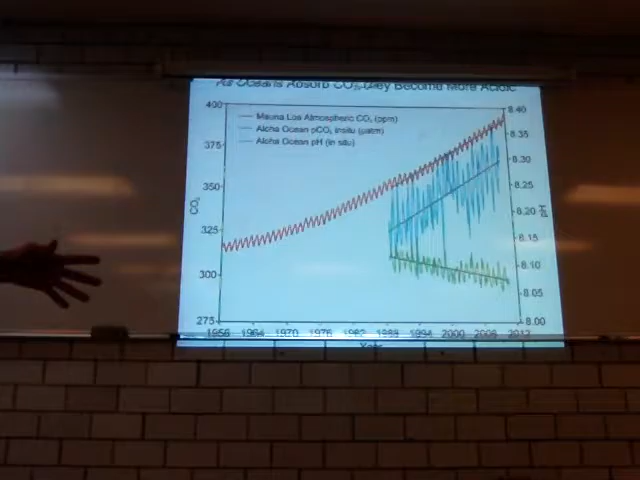 As Oceans Absorb CO₂ They Become More Acidic
400
375
350
325
300
275
CO₂
Mauna Loa Atmospheric CO₂ (ppm)
Aloha Ocean pCO₂ insitu (µatm)
Aloha Ocean pH (in situ)
8.40
8.35
8.30
8.25
8.20
8.15
8.10
8.05
8.00
pH
1958 1964 1970 1976 1982 1988 1994 2000 2006 2012
Year